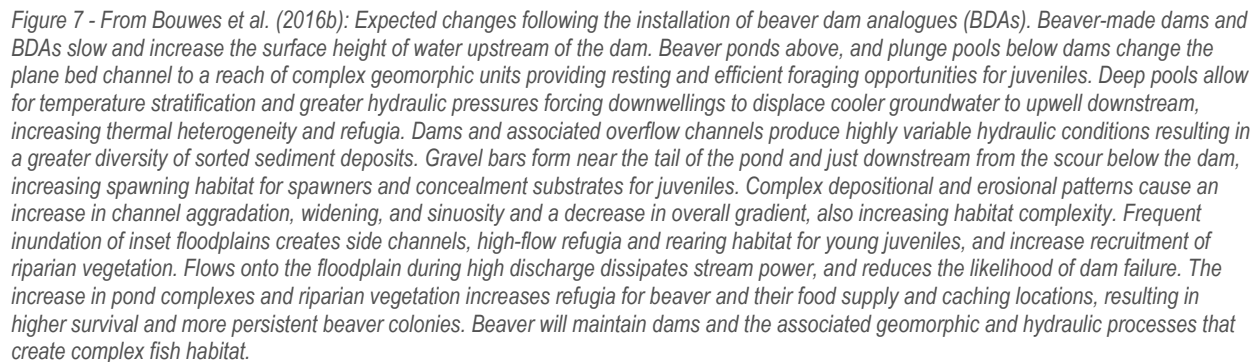 Figure 7 - From Bouwes et al. (2016b): Expected changes following the installation of beaver dam analogues (BDAs). Beaver-made dams and
BDAs slow and increase the surface height of water upstream of the dam. Beaver ponds above, and plunge pools below dams change the
plane bed channel to a reach of complex geomorphic units providing resting and efficient foraging opportunities for juveniles. Deep pools allow
for temperature stratification and greater hydraulic pressures forcing downwellings to displace cooler groundwater to upwell downstream,
increasing thermal heterogeneity and refugia. Dams and associated overflow channels produce highly variable hydraulic conditions resulting in
a greater diversity of sorted sediment deposits. Gravel bars form near the tail of the pond and just downstream from the scour below the dam,
increasing spawning habitat for spawners and concealment substrates for juveniles. Complex depositional and erosional patterns cause an
increase in channel aggradation, widening, and sinuosity and a decrease in overall gradient, also increasing habitat complexity. Frequent
inundation of inset floodplains creates side channels, high-flow refugia and rearing habitat for young juveniles, and increase recruitment of
riparian vegetation. Flows onto the floodplain during high discharge dissipates stream power, and reduces the likelihood of dam failure. The
increase in pond complexes and riparian vegetation increases refugia for beaver and their food supply and caching locations, resulting in
higher survival and more persistent beaver colonies. Beaver will maintain dams and the associated geomorphic and hydraulic processes that
create complex fish habitat.